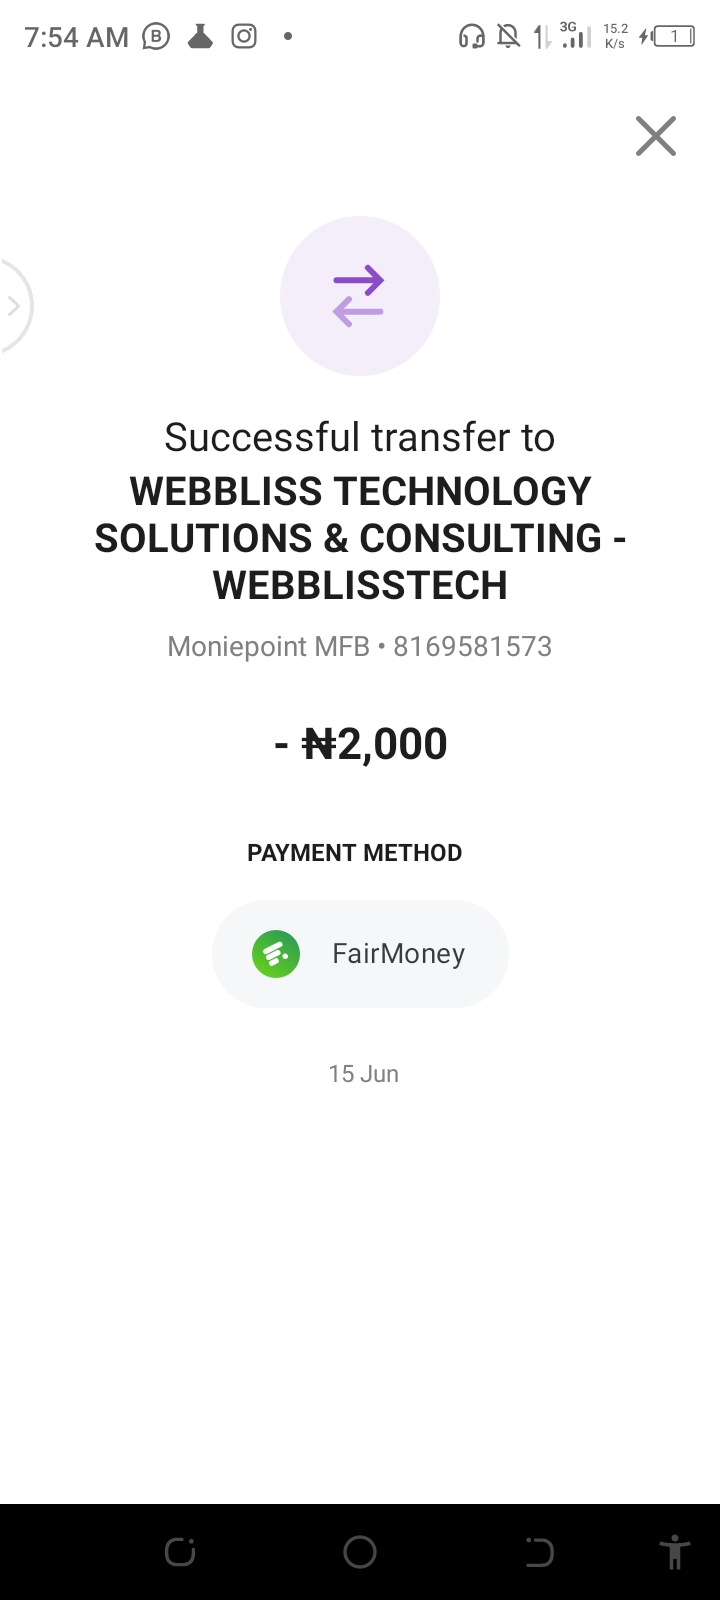 7:54 AM
3G
15.2
K/s
1
Successful transfer to
WEBBLISS TECHNOLOGY
SOLUTIONS & CONSULTING -
WEBBLISSTECH
Moniepoint MFB • 8169581573
- ₦2,000
PAYMENT METHOD
FairMoney
15 Jun